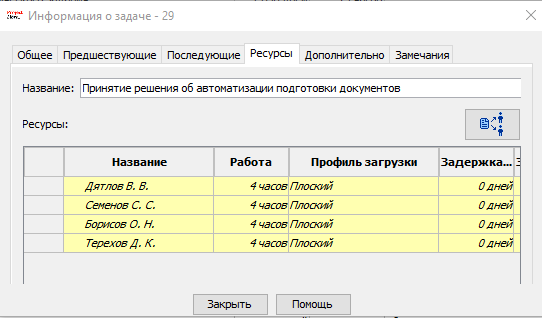 Информация о задаче - 29
Общее Предшествующие Последующие Ресурсы Дополнительно Замечания
Название: Принятие решения об автоматизации подготовки документов
Ресурсы:
Название Работа Профиль загрузки Задержка...
Дятлов В. В. 4 часов Плоский 0 дней
Семенов С. С. 4 часов Плоский 0 дней
Борисов О. Н. 4 часов Плоский 0 дней
Терехов Д. К. 4 часов Плоский 0 дней
Закрыть Помощь